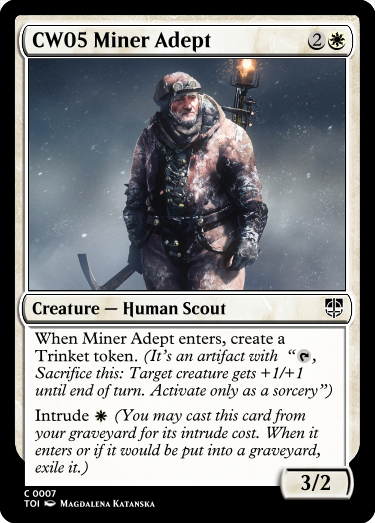 CW05 Miner Adept 2
Creature — Human Scout
When Miner Adept enters, create a
Trinket token. (It's an artifact with “,
Sacrifice this: Target creature gets +1/+1
until end of turn. Activate only as a sorcery”)
Intrude (You may cast this card from
your graveyard for its intrude cost. When it
enters or if it would be put into a graveyard,
exile it.)
3/2
C 0007
TOI MAGDALENA KATANSKA